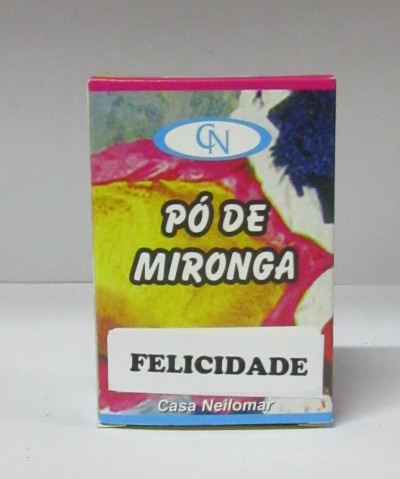 CN
PÓ DE
MIRONGA
FELICIDADE
Casa Neilomar